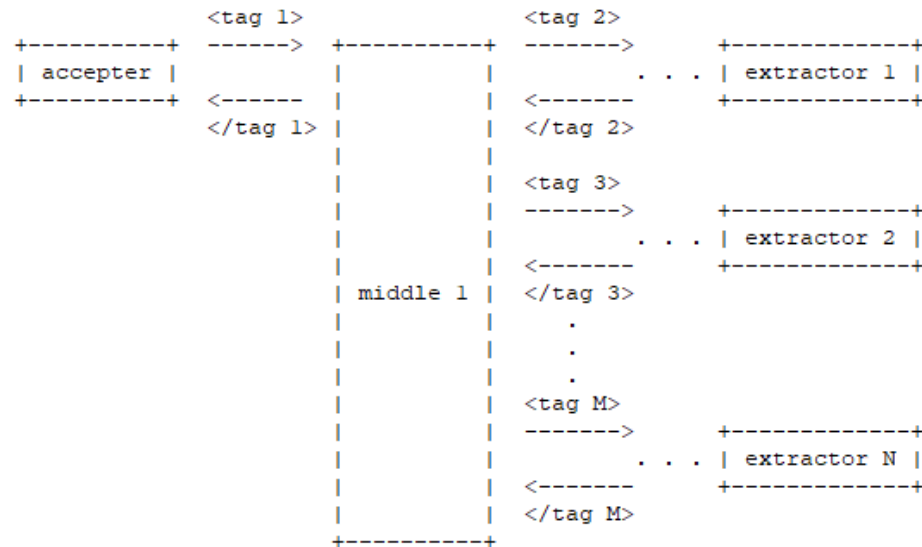 <tag 1>                <tag 2>
+----------+  ------>  +----------+  ------->      +-------------+
| accepter |           |          |          . . . | extractor 1 |
+----------+  <------  |          |  <-------      +-------------+
              </tag 1> |          |  </tag 2>
                       |          |
                       |          |  <tag 3>
                       |          |  ------->      +-------------+
                       |          |          . . . | extractor 2 |
                       |          |  <-------      +-------------+
                       | middle 1 |  </tag 3>
                       |          |     .
                       |          |     .
                       |          |     .
                       |          |  <tag M>
                       |          |  ------->      +-------------+
                       |          |          . . . | extractor N |
                       |          |  <-------      +-------------+
                       |          |  </tag M>
                       +----------+